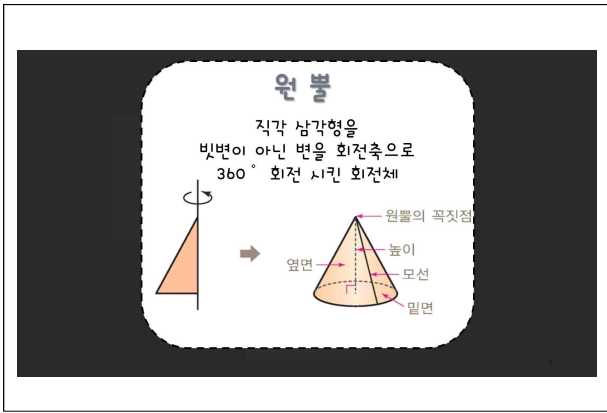 원 뿔
직각 삼각형을
빗변이 아닌 변을 회전축으로
360° 회전 시킨 회전체
원뿔의 꼭짓점
높이
옆면
모선
밑면